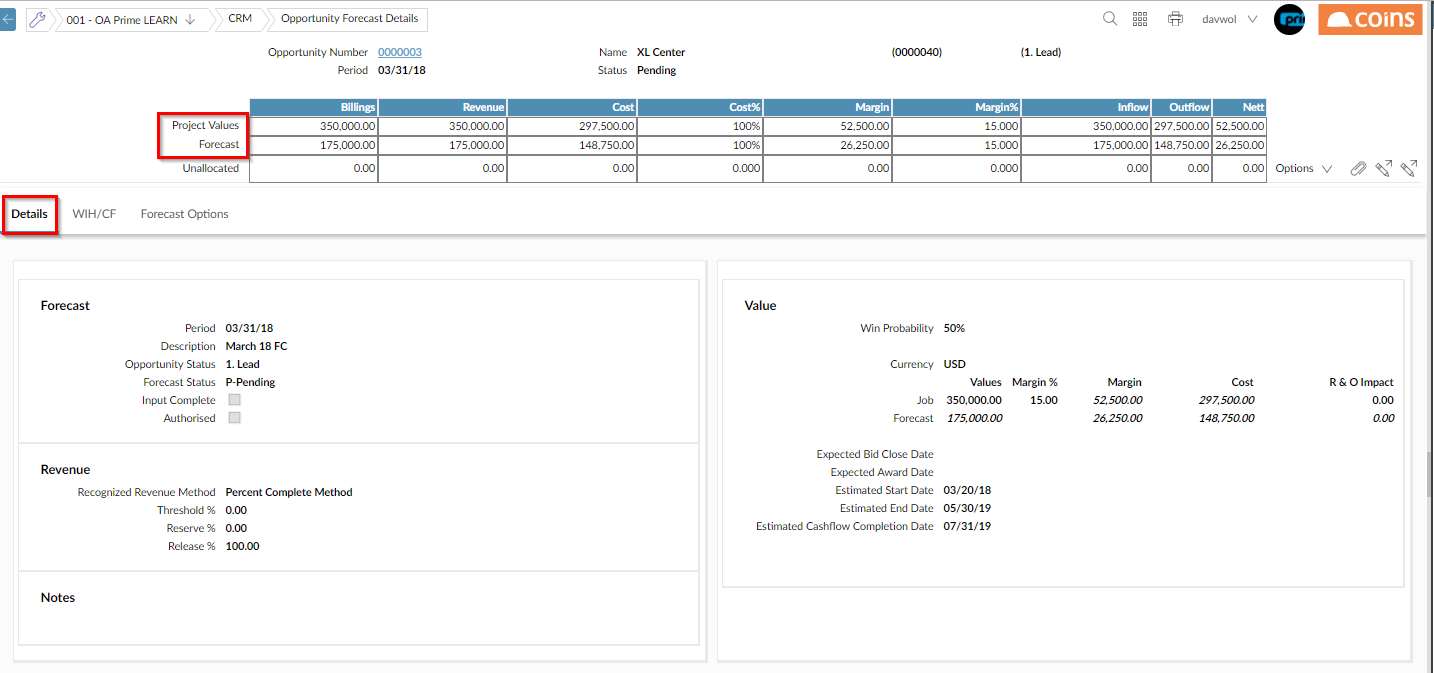 001 - OA Prime LEARN CRM Opportunity Forecast Details davwol pri coins
Opportunity Number 0000003 Name XL Center (0000040) (1. Lead)
Period 03/31/18 Status Pending
Billings Revenue Cost Cost% Margin Margin% Inflow Outflow Nett
Project Values 350,000.00 350,000.00 297,500.00 100% 52,500.00 15.000 350,000.00 297,500.00 52,500.00
Forecast 175,000.00 175,000.00 148,750.00 100% 26,250.00 15.000 175,000.00 148,750.00 26,250.00
Unallocated 0.00 0.00 0.00 0.000 0.00 0.000 0.00 0.00 0.00 Options
Details WIH/CF Forecast Options
Forecast
Period 03/31/18
Description March 18 FC
Opportunity Status 1. Lead
Forecast Status P-Pending
Input Complete
Authorised
Revenue
Recognized Revenue Method Percent Complete Method
Threshold % 0.00
Reserve % 0.00
Release % 100.00
Notes
Value
Win Probability 50%
Currency USD
Values Margin % Margin Cost R & O Impact
Job 350,000.00 15.00 52,500.00 297,500.00 0.00
Forecast 175,000.00 26,250.00 148,750.00 0.00
Expected Bid Close Date
Expected Award Date
Estimated Start Date 03/20/18
Estimated End Date 05/30/19
Estimated Cashflow Completion Date 07/31/19